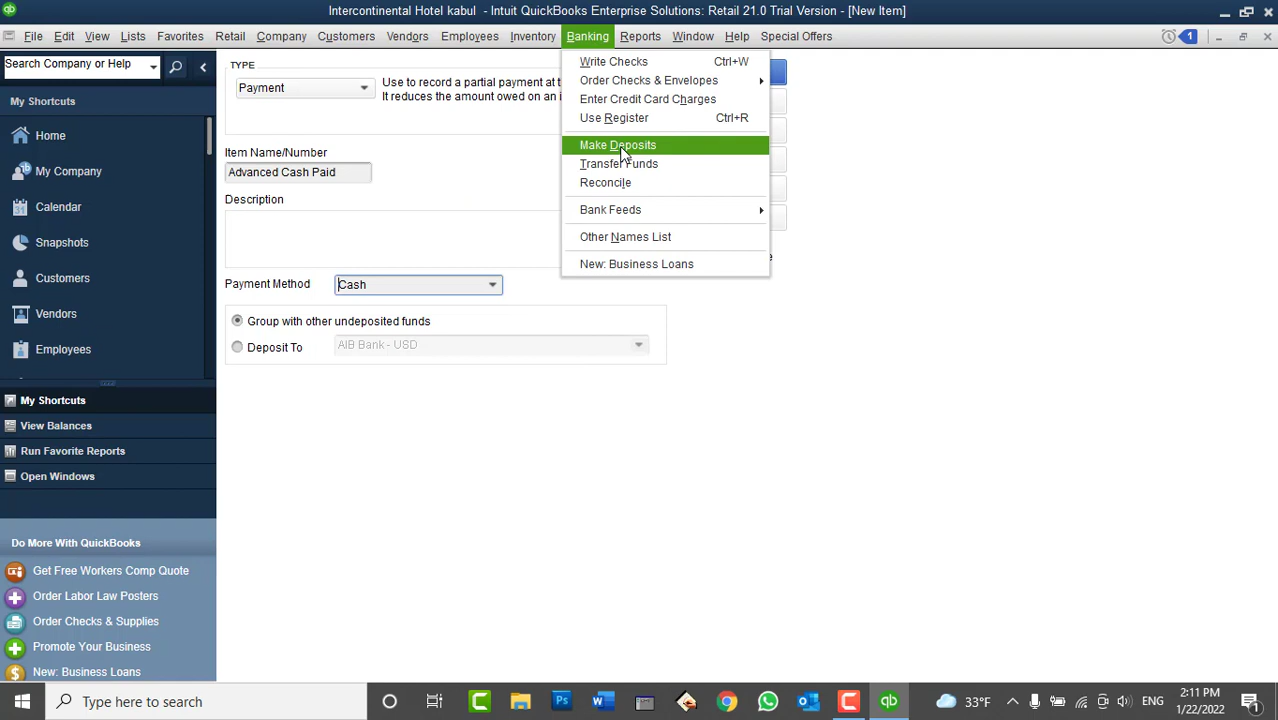 Intercontinental Hotel kabul - Intuit QuickBooks Enterprise Solutions: Retail 21.0 Trial Version - [New Item]
File Edit View Lists Favorites Retail Company Customers Vendors Employees Inventory Banking Reports Window Help Special Offers
1
Search Company or Help
My Shortcuts
Home
My Company
Calendar
Snapshots
Customers
Vendors
Employees
My Shortcuts
View Balances
Run Favorite Reports
Open Windows
Do More With QuickBooks
Get Free Workers Comp Quote
Order Labor Law Posters
Order Checks & Supplies
Promote Your Business
New: Business Loans
TYPE
Payment
Use to record a partial payment at t
It reduces the amount owed on an i
Item Name/Number
Advanced Cash Paid
Description
Payment Method Cash
Group with other undeposited funds
Deposit To AIB Bank - USD
Write Checks Ctrl+W
Order Checks & Envelopes
Enter Credit Card Charges
Use Register Ctrl+R
Make Deposits
Transfer Funds
Reconcile
Bank Feeds
Other Names List
New: Business Loans
Type here to search
33°F
ENG
2:11 PM
1/22/2022
1